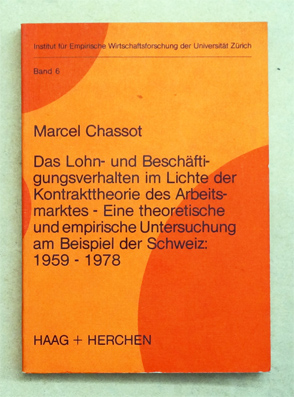 Institut für Empirische Wirtschaftsforschung der Universität Zürich
Band 6
Marcel Chassot
Das Lohn- und Beschäfti-
gungsverhalten im Lichte der
Kontrakttheorie des Arbeits-
marktes - Eine theoretische
und empirische Untersuchung
am Beispiel der Schweiz:
1959 - 1978
HAAG + HERCHEN